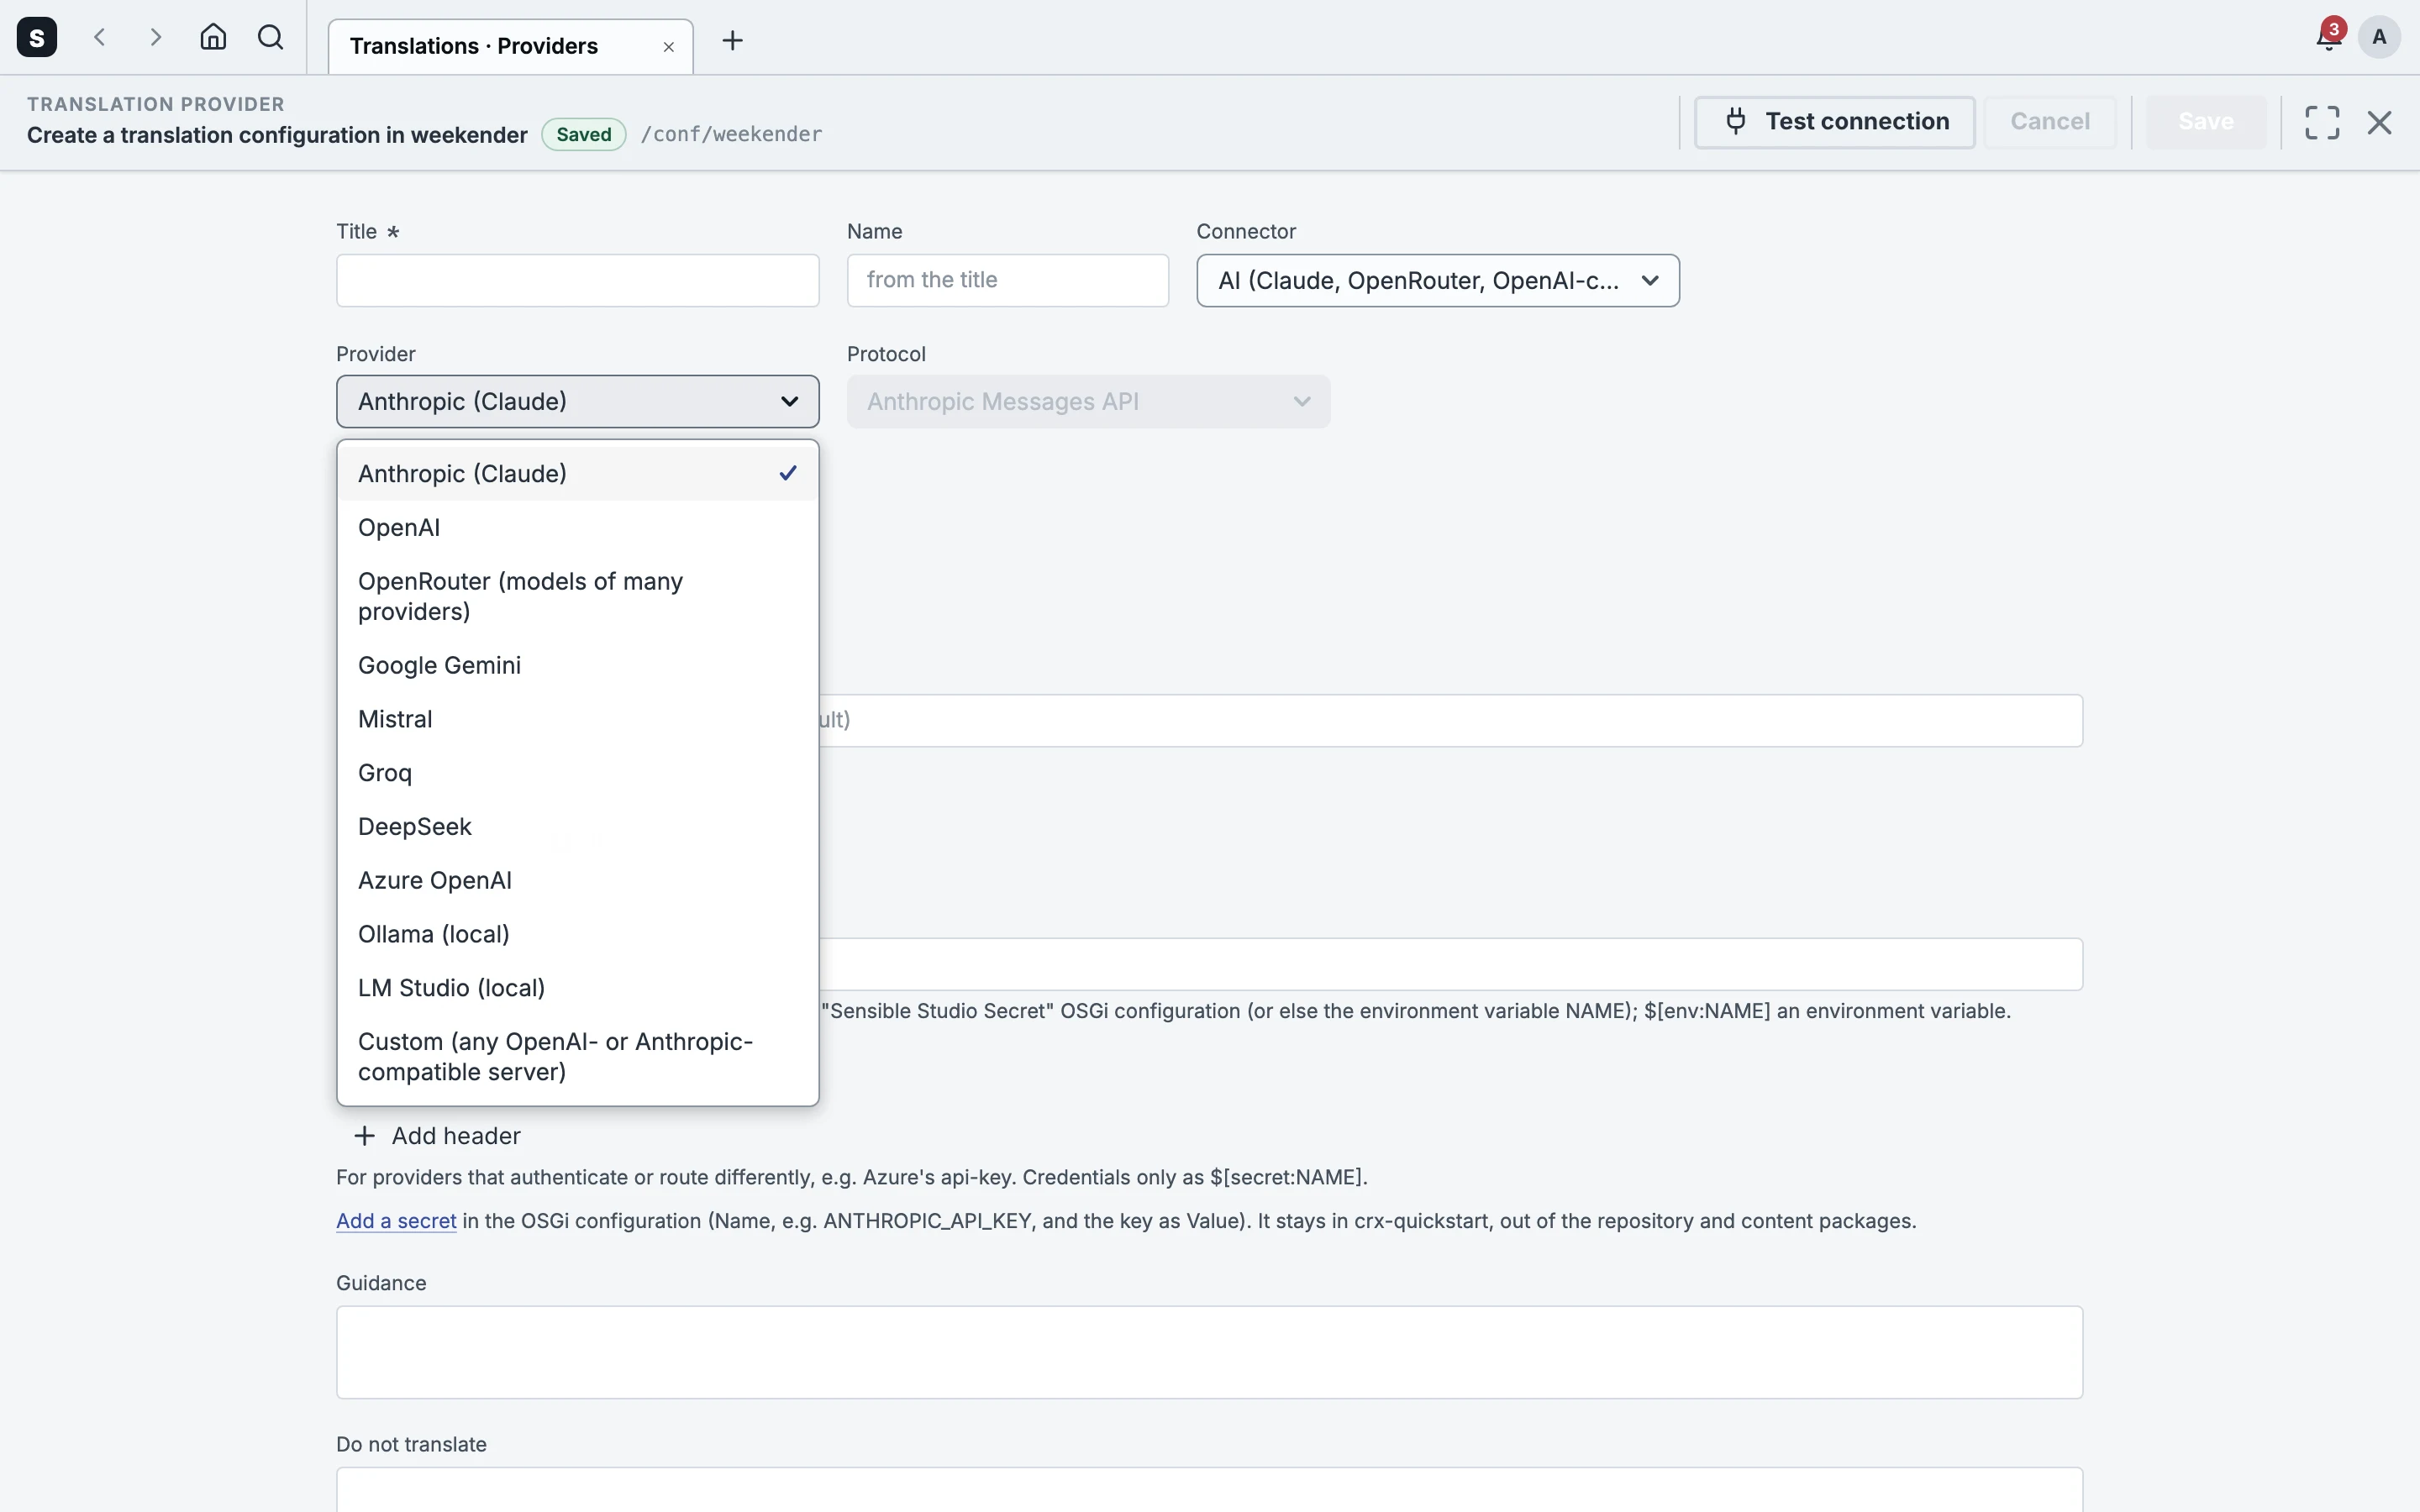 S
Translations · Providers
3
A
TRANSLATION PROVIDER
Create a translation configuration in weekender Saved /conf/weekender
Test connection Cancel Save
Title * Name Connector
from the title AI (Claude, OpenRouter, OpenAI-c...
Provider Protocol
Anthropic (Claude) Anthropic Messages API
Anthropic (Claude)
OpenAI
OpenRouter (models of many
providers)
Google Gemini
Mistral
ult)
Groq
DeepSeek
Azure OpenAI
Ollama (local)
LM Studio (local)
"Sensible Studio Secret" OSGi configuration (or else the environment variable NAME); $[env:NAME] an environment variable.
Custom (any OpenAI- or Anthropic-
compatible server)
Add header
For providers that authenticate or route differently, e.g. Azure's api-key. Credentials only as $[secret:NAME].
Add a secret in the OSGi configuration (Name, e.g. ANTHROPIC_API_KEY, and the key as Value). It stays in crx-quickstart, out of the repository and content packages.
Guidance
Do not translate